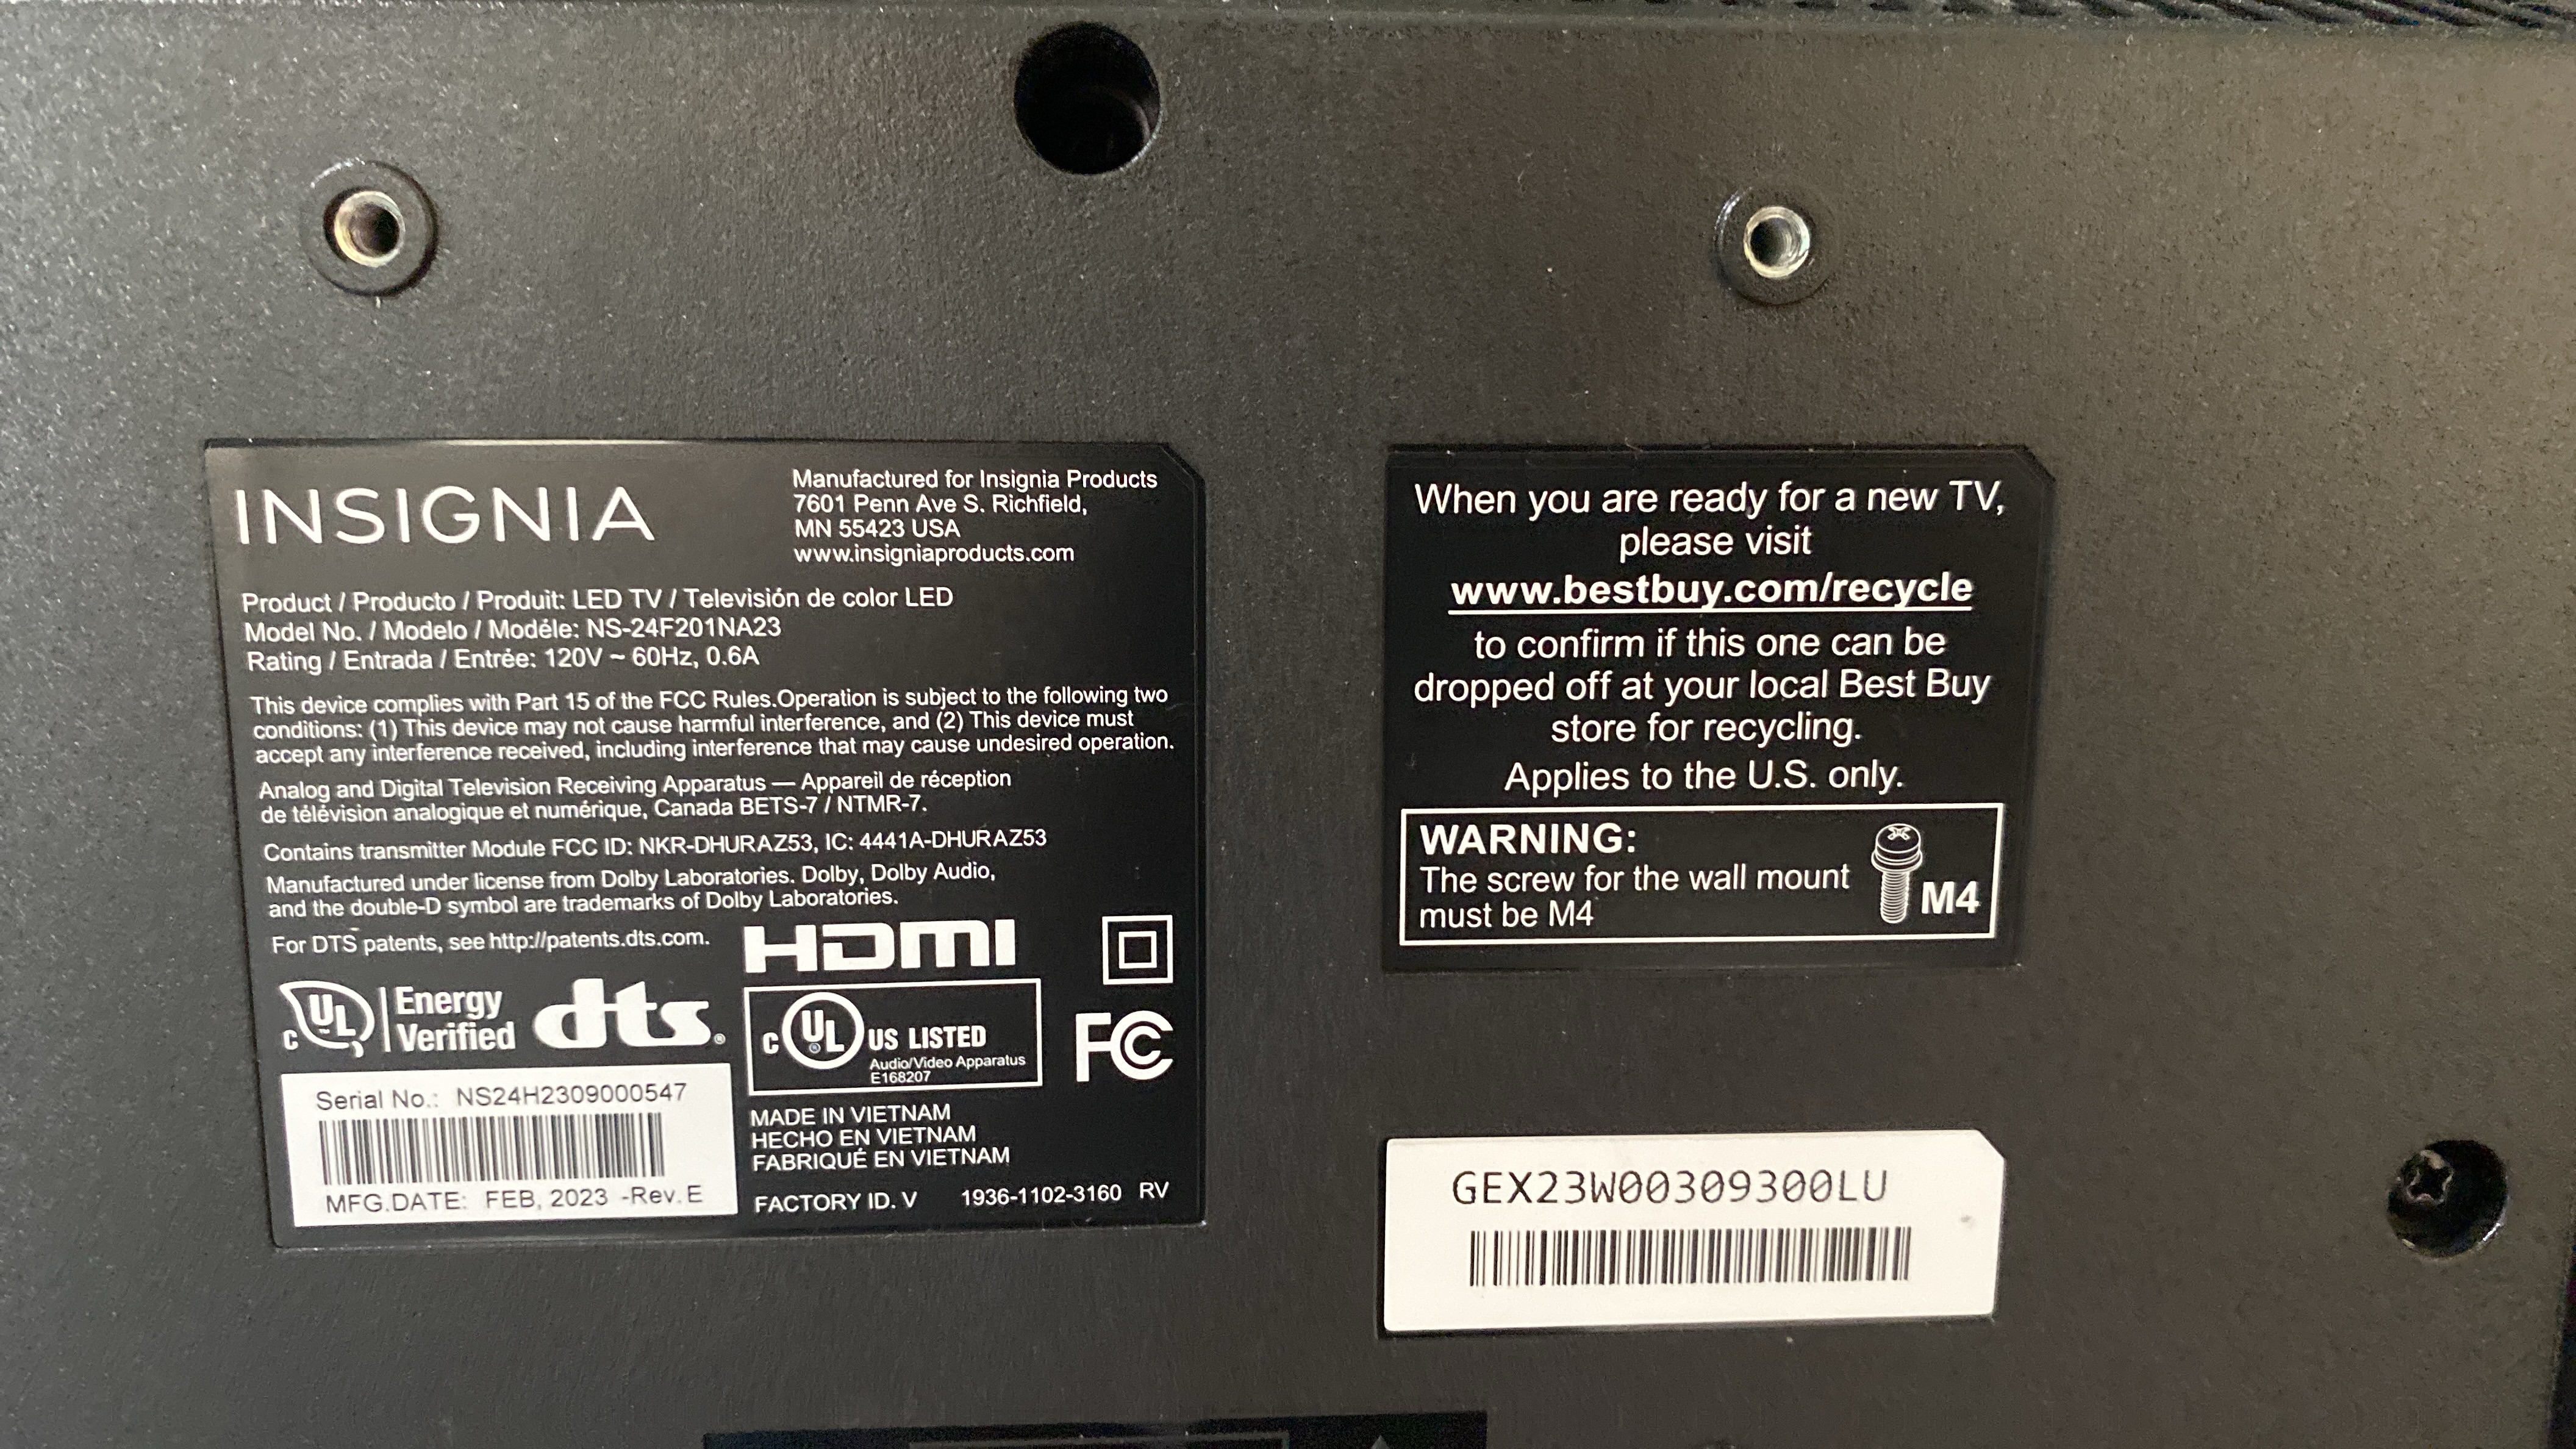 INSIGNIA
Manufactured for Insignia Products
7601 Penn Ave S. Richfield,
MN 55423 USA
www.insigniaproducts.com
Product / Producto / Produit: LED TV / Televisión de color LED
Model No. / Modelo / Modéle: NS-24F201NA23
Rating / Entrada / Entrée: 120V ~ 60Hz, 0.6A
This device complies with Part 15 of the FCC Rules.Operation is subject to the following two
conditions: (1) This device may not cause harmful interference, and (2) This device must
accept any interference received, including interference that may cause undesired operation.
Analog and Digital Television Receiving Apparatus — Appareil de réception
de télévision analogique et numérique, Canada BETS-7 / NTMR-7.
Contains transmitter Module FCC ID: NKR-DHURAZ53, IC: 4441A-DHURAZ53
Manufactured under license from Dolby Laboratories. Dolby, Dolby Audio,
and the double-D symbol are trademarks of Dolby Laboratories.
For DTS patents, see http://patents.dts.com.
HDMI
c UL Energy
Verified
dts®
c UL® US LISTED
Audio/Video Apparatus
E168207
FC
Serial No.: NS24H2309000547
MFG.DATE: FEB, 2023 -Rev. E
MADE IN VIETNAM
HECHO EN VIETNAM
FABRIQUÉ EN VIETNAM
FACTORY ID. V 1936-1102-3160 RV
When you are ready for a new TV,
please visit
www.bestbuy.com/recycle
to confirm if this one can be
dropped off at your local Best Buy
store for recycling.
Applies to the U.S. only.
WARNING:
The screw for the wall mount
must be M4
M4
GEX23W00309300LU